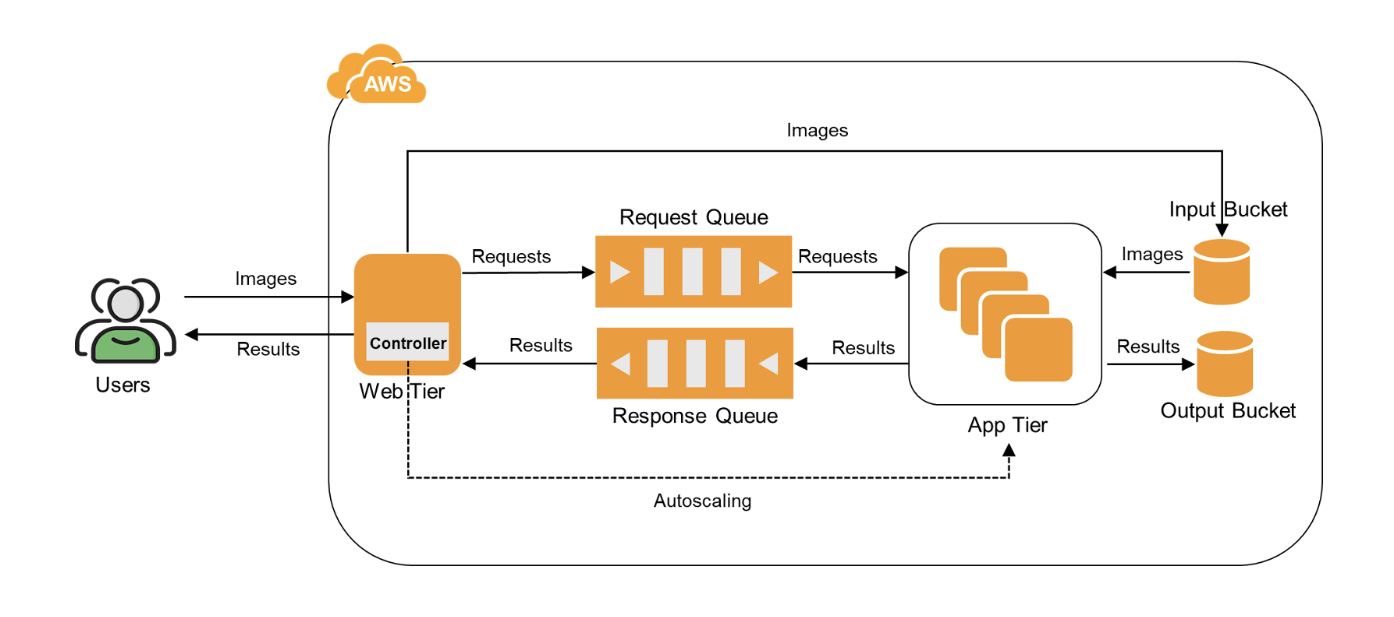 AWS
Images
Request Queue
Input Bucket
Requests
Requests
Images
Images
Controller
Results
Results
Results
Results
Users
Web Tier
Response Queue
App Tier
Output Bucket
Autoscaling